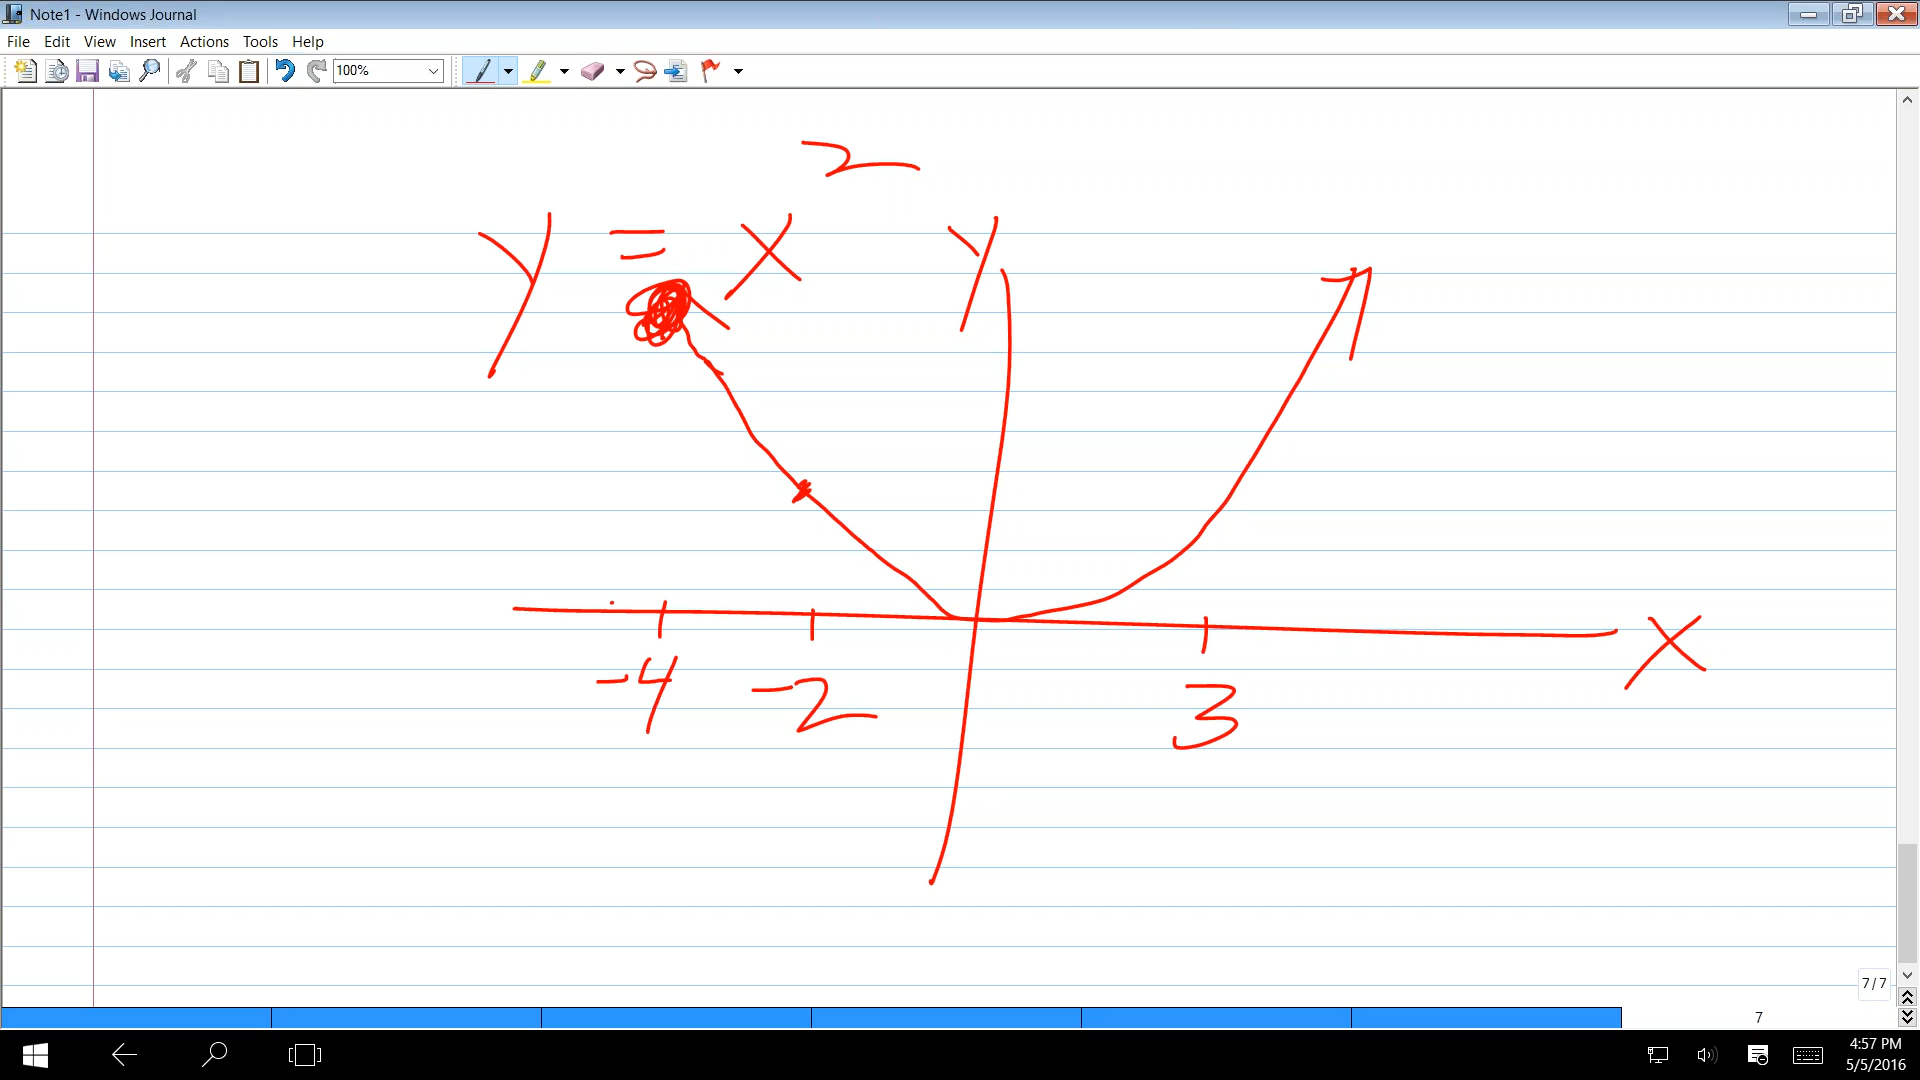 Note1 - Windows Journal
File Edit View Insert Actions Tools Help
100%
2
y = x y
x
-4 -2 3
7 / 7
7
4:57 PM
5/5/2016